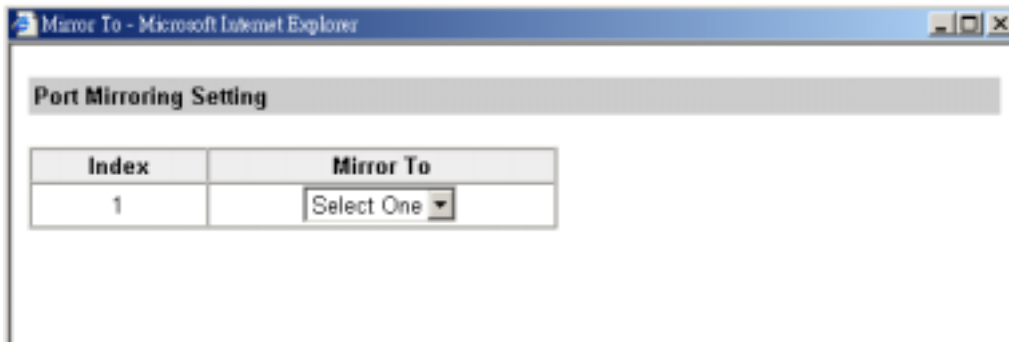 Mirror To - Microsoft Internet Explorer
Port Mirroring Setting
Index Mirror To
1 Select One